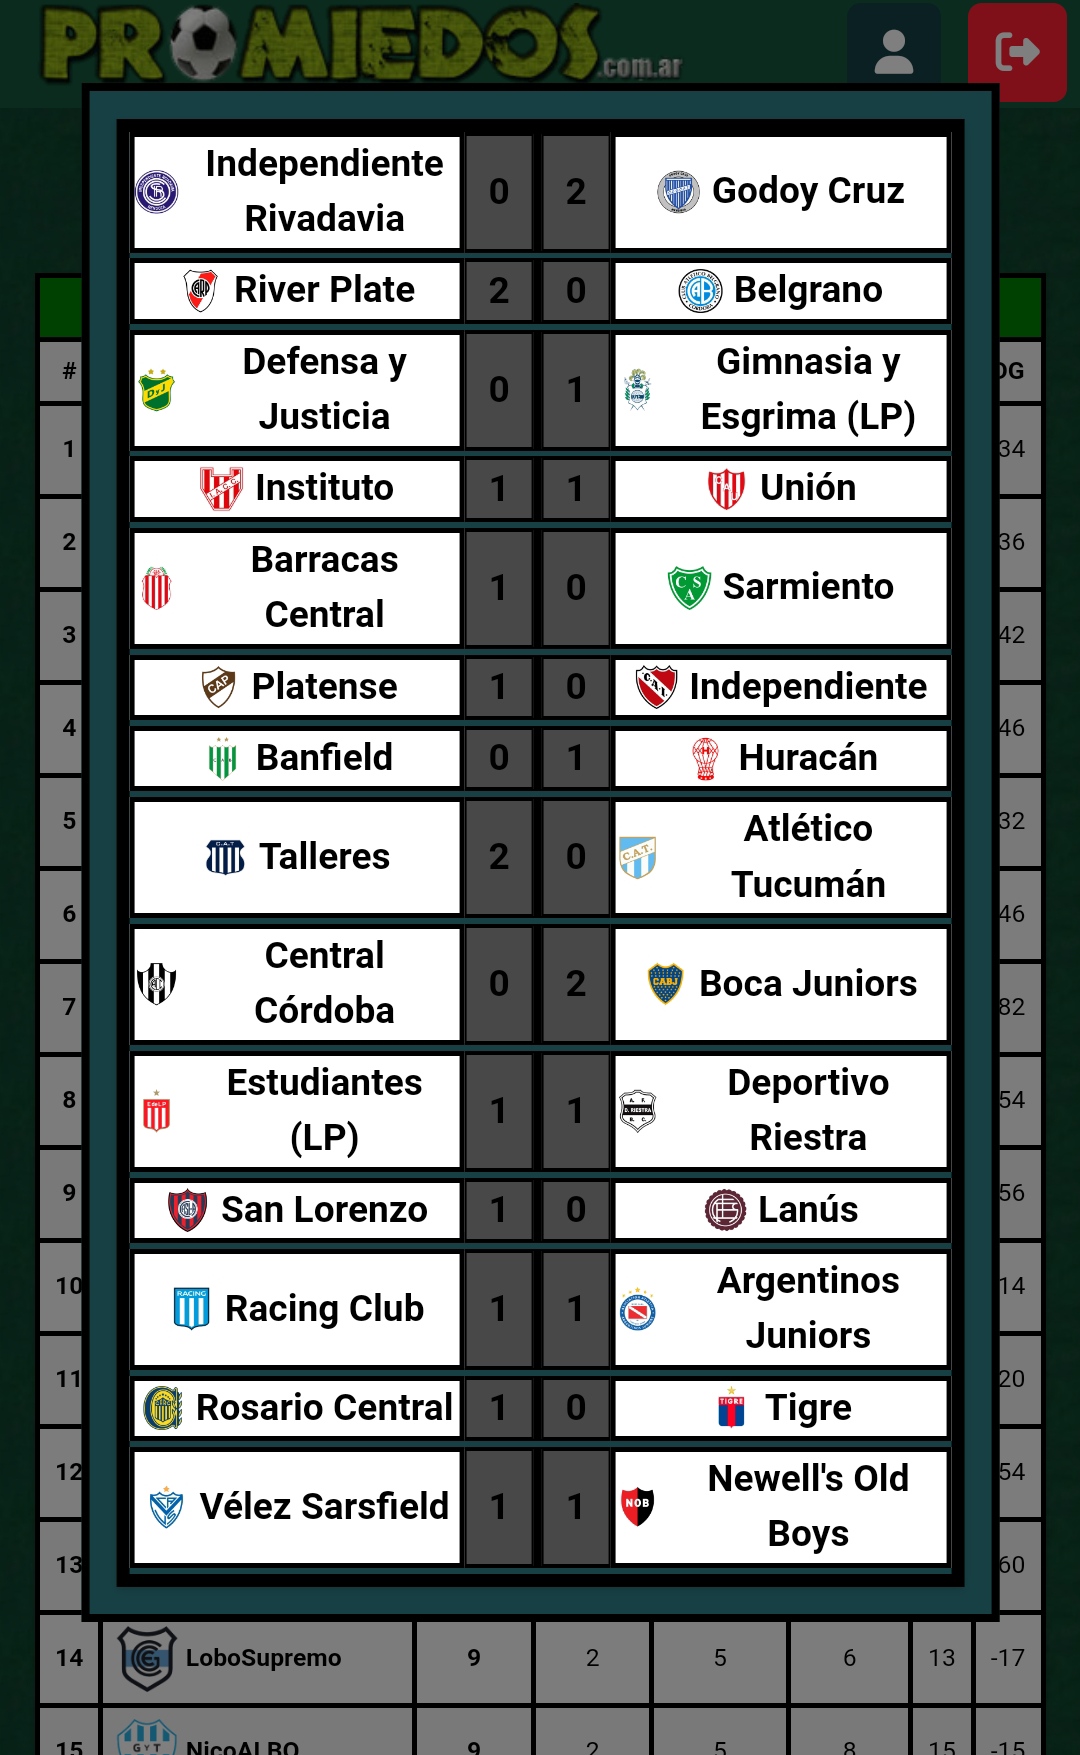 PROMIEDOS.com.ar
Independiente
Rivadavia
0 2 Godoy Cruz
River Plate 2 0 Belgrano
Defensa y
Justicia
0 1
Gimnasia y
Esgrima (LP)
Instituto 1 1 Unión
Barracas
Central
1 0 Sarmiento
Platense 1 0 Independiente
Banfield 0 1 Huracán
Talleres 2 0
Atlético
Tucumán
Central
Córdoba
0 2 Boca Juniors
Estudiantes
(LP)
1 1
Deportivo
Riestra
San Lorenzo 1 0 Lanús
Racing Club 1 1
Argentinos
Juniors
Rosario Central 1 0 Tigre
Vélez Sarsfield 1 1
Newell's Old
Boys
# DG
1 34
2 36
3 42
4 46
5 32
6 46
7 82
8 54
9 56
10 14
11 20
12 54
13 60
14 LoboSupremo 9 2 5 6 13 -17
15 NicoALBO 9 2 5 8 15 -15